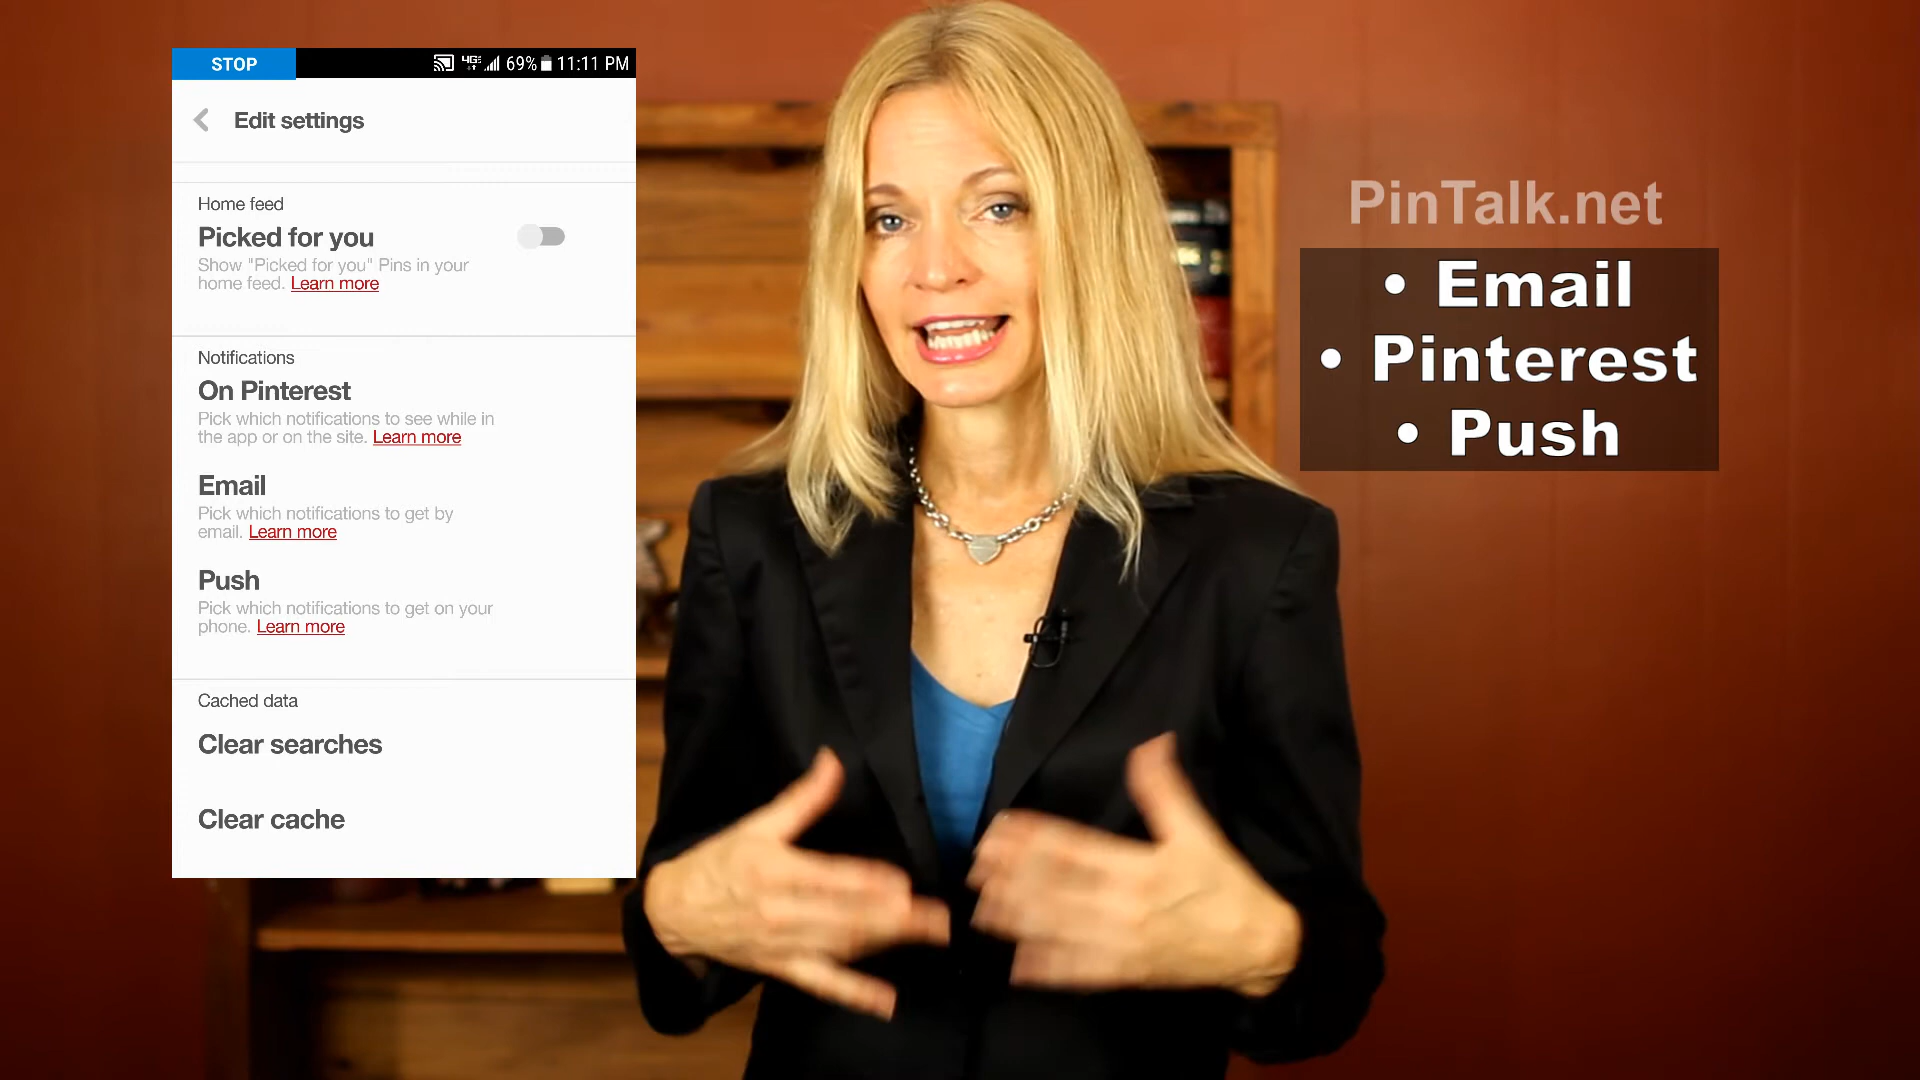 STOP
4G 69% 11:11 PM
Edit settings
Home feed
Picked for you
Show "Picked for you" Pins in your
home feed. Learn more
Notifications
On Pinterest
Pick which notifications to see while in
the app or on the site. Learn more
Email
Pick which notifications to get by
email. Learn more
Push
Pick which notifications to get on your
phone. Learn more
Cached data
Clear searches
Clear cache
PinTalk.net
• Email
• Pinterest
• Push